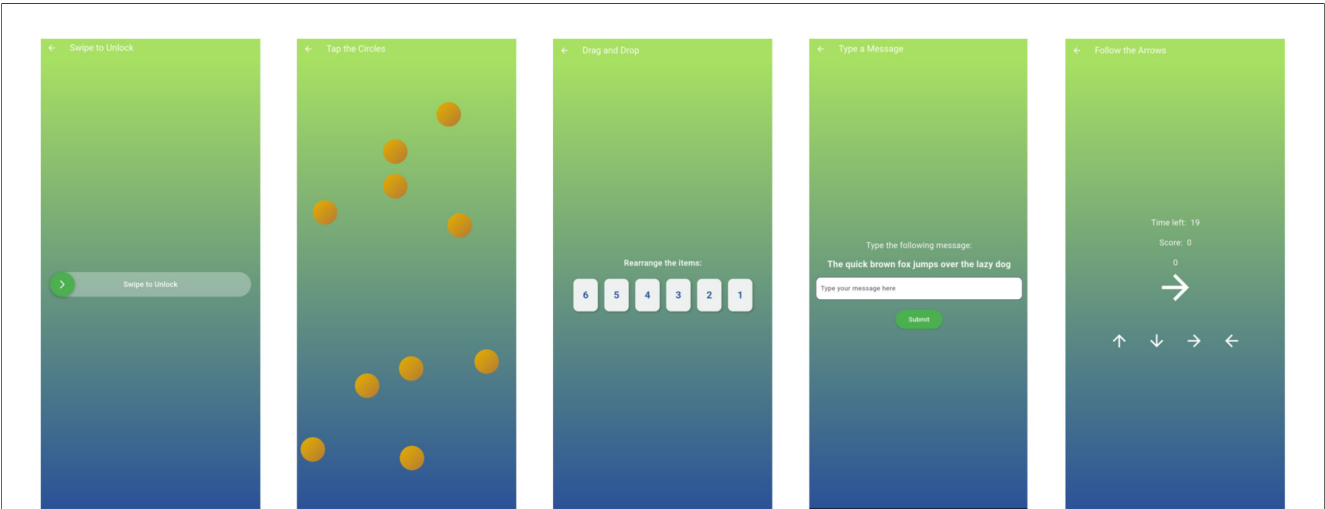 Swipe to Unlock
Swipe to Unlock
Tap the Circles
Drag and Drop
Rearrange the items:
6 5 4 3 2 1
Type a Message
Type the following message:
The quick brown fox jumps over the lazy dog
Type your message here
Submit
Follow the Arrows
Time left: 19
Score: 0
0